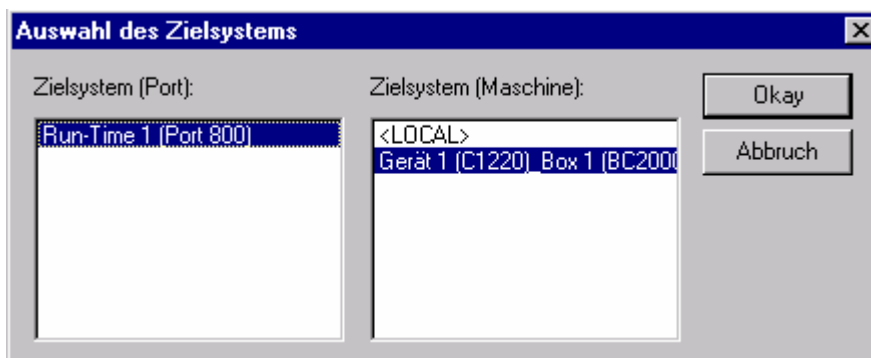 Auswahl des Zielsystems
Zielsystem (Port):
Zielsystem (Maschine):
Run-Time 1 (Port 800)
<LOCAL>
Gerät 1 (C1220)_Box 1 (BC2000
Okay
Abbruch